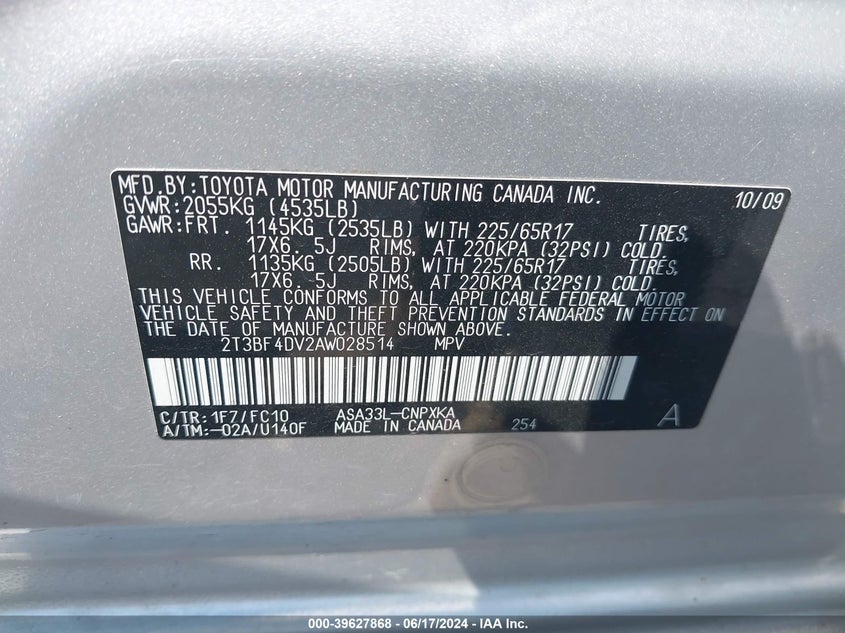 MFD.BY:TOYOTA MOTOR MANUFACTURING CANADA INC. 10/09
GVWR:2055KG (4535LB)
GAWR:FRT. 1145KG (2535LB) WITH 225/65R17 TIRES,
17X6.5J RIMS, AT 220KPA (32PSI) COLD
RR. 1135KG (2505LB) WITH 225/65R17 TIRES,
17X6.5J RIMS, AT 220KPA (32PSI) COLD.
THIS VEHICLE CONFORMS TO ALL APPLICABLE FEDERAL MOTOR
VEHICLE SAFETY AND THEFT PREVENTION STANDARDS IN EFFECT ON
THE DATE OF MANUFACTURE SHOWN ABOVE.
2T3BF4DV2AW028514 MPV
C/TR:1F7/FC10 ASA33L-CNPXKA
A/TM:-02A/U140F MADE IN CANADA 254 A
000-39627868 - 06/17/2024 - IAA Inc.